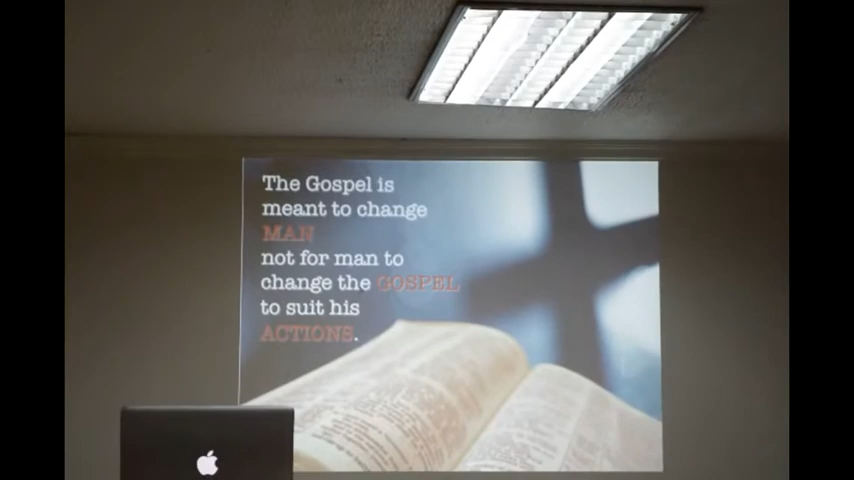 The Gospel is
meant to change
MAN
not for man to
change the GOSPEL
to suit his
ACTIONS.